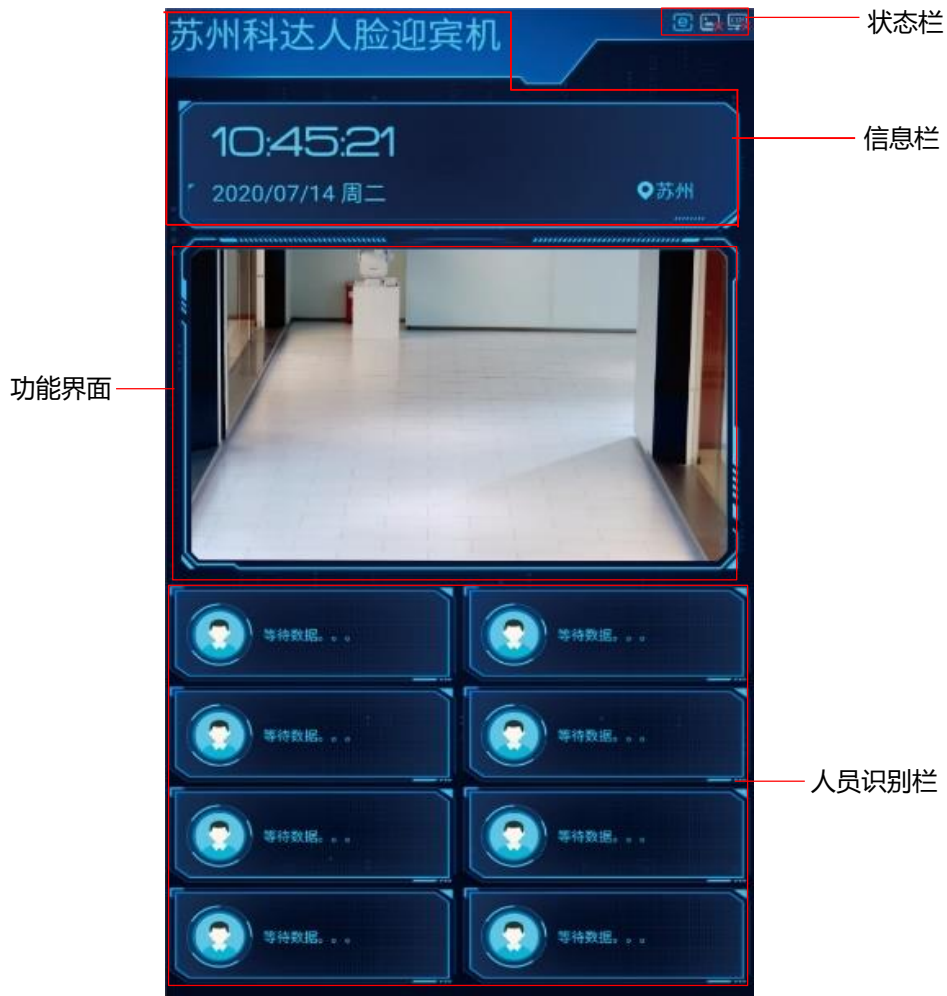 苏州科达人脸迎宾机
状态栏
10:45:21
信息栏
2020/07/14 周二
苏州
功能界面
等待数据。。。
等待数据。。。
等待数据。。。
等待数据。。。
人员识别栏
等待数据。。。
等待数据。。。
等待数据。。。
等待数据。。。